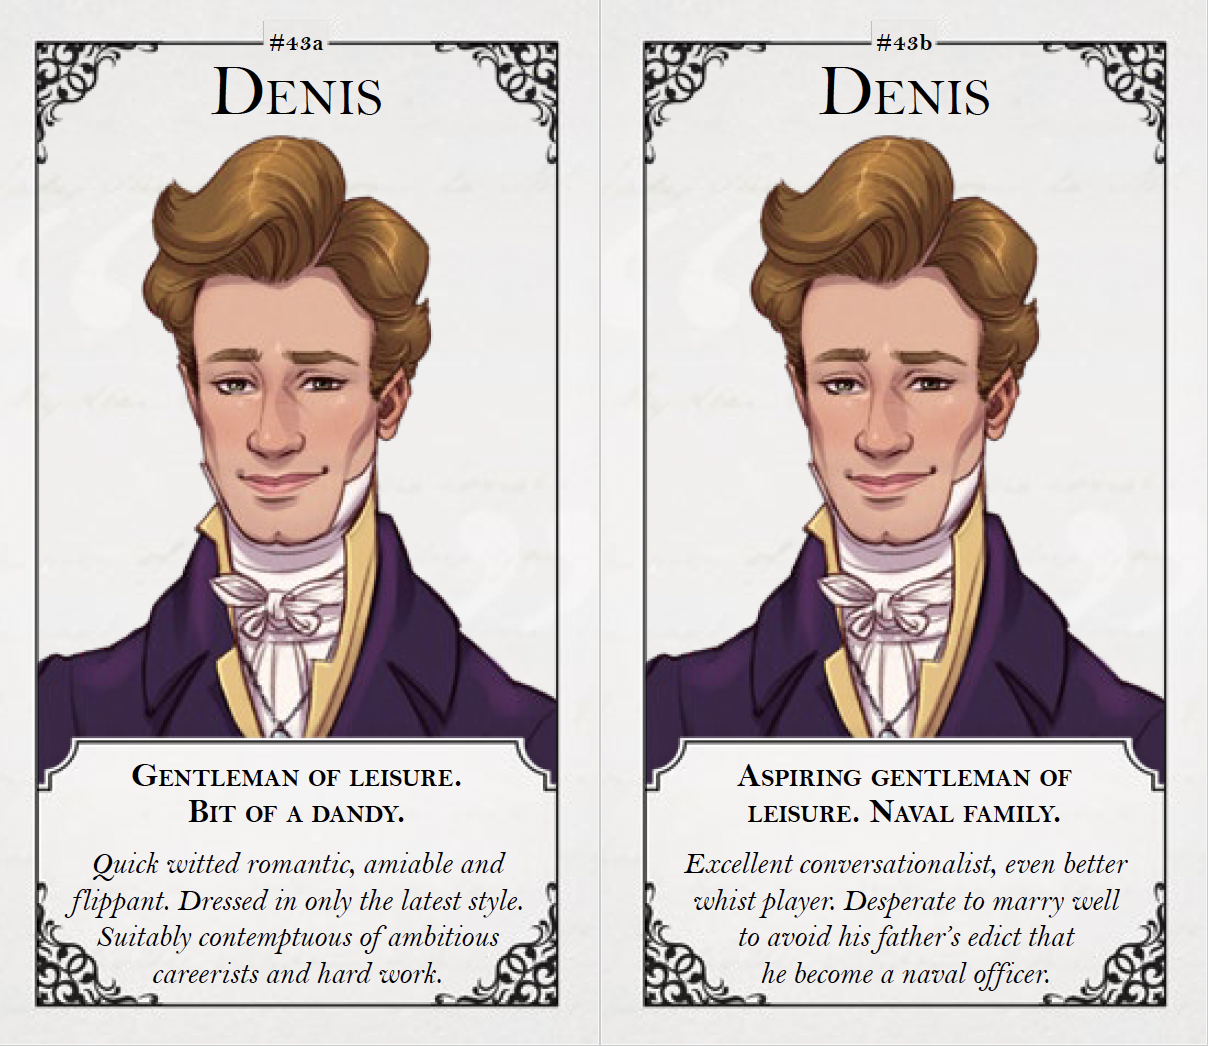 #43a
Denis
Gentleman of leisure.
Bit of a dandy.
Quick witted romantic, amiable and
flippant. Dressed in only the latest style.
Suitably contemptuous of ambitious
careerists and hard work.
#43b
Denis
Aspiring gentleman of
leisure. Naval family.
Excellent conversationalist, even better
whist player. Desperate to marry well
to avoid his father's edict that
he become a naval officer.